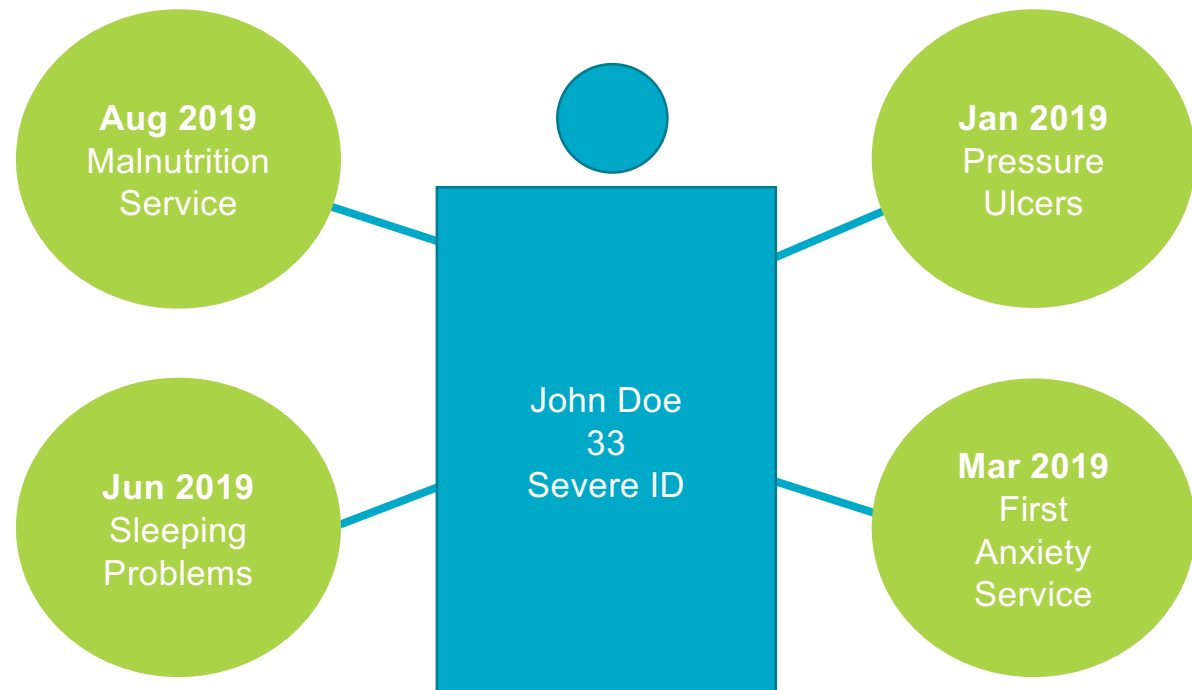 Aug 2019
Malnutrition
Service
Jan 2019
Pressure
Ulcers
John Doe
33
Severe ID
Jun 2019
Sleeping
Problems
Mar 2019
First
Anxiety
Service